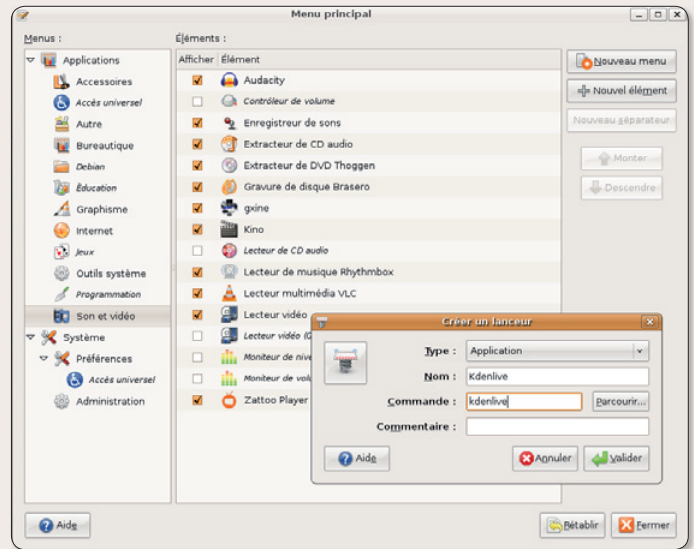 Menu principal
Menus :
Éléments :
Applications
Accessoires
Accès universel
Autre
Bureautique
Debian
Éducation
Graphisme
Internet
Jeux
Outils système
Programmation
Son et vidéo
Système
Préférences
Accès universel
Administration
Afficher Élément
Audacity
Contrôleur de volume
Enregistreur de sons
Extracteur de CD audio
Extracteur de DVD Thoggen
Gravure de disque Brasero
gxine
Kino
Lecteur de CD audio
Lecteur de musique Rhythmbox
Lecteur multimédia VLC
Lecteur vidéo
Lecteur vidéo
Moniteur de
Moniteur de
Zattoo Player
Nouveau menu
Nouvel élément
Nouveau séparateur
Monter
Descendre
Créer un lanceur
Type : Application
Nom : Kdenlive
Commande : kdenlive Parcourir...
Commentaire :
Aide Annuler Valider
Aide Rétablir Fermer